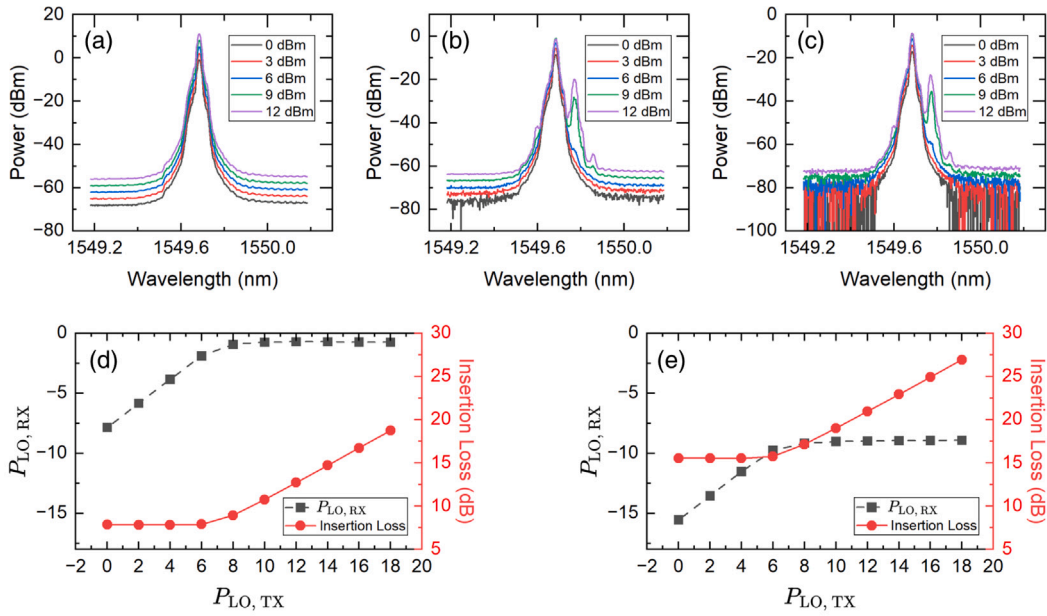 (a)
0 dBm
3 dBm
6 dBm
9 dBm
12 dBm
Power (dBm)
20
0
−20
−40
−60
−80
1549.2 1549.6 1550.0
Wavelength (nm)
(b)
0 dBm
3 dBm
6 dBm
9 dBm
12 dBm
Power (dBm)
0
−20
−40
−60
−80
1549.2 1549.6 1550.0
Wavelength (nm)
(c)
0 dBm
3 dBm
6 dBm
9 dBm
12 dBm
Power (dBm)
0
−20
−40
−60
−80
−100
1549.2 1549.6 1550.0
Wavelength (nm)
(d)
P_LO, RX
0
−5
−10
−15
30
25
20
15
10
5
Insertion Loss (dB)
P_LO, RX
Insertion Loss
−2 0 2 4 6 8 10 12 14 16 18 20
P_LO, TX
(e)
P_LO, RX
0
−5
−10
−15
30
25
20
15
10
5
Insertion Loss (dB)
P_LO, RX
Insertion Loss
−2 0 2 4 6 8 10 12 14 16 18 20
P_LO, TX